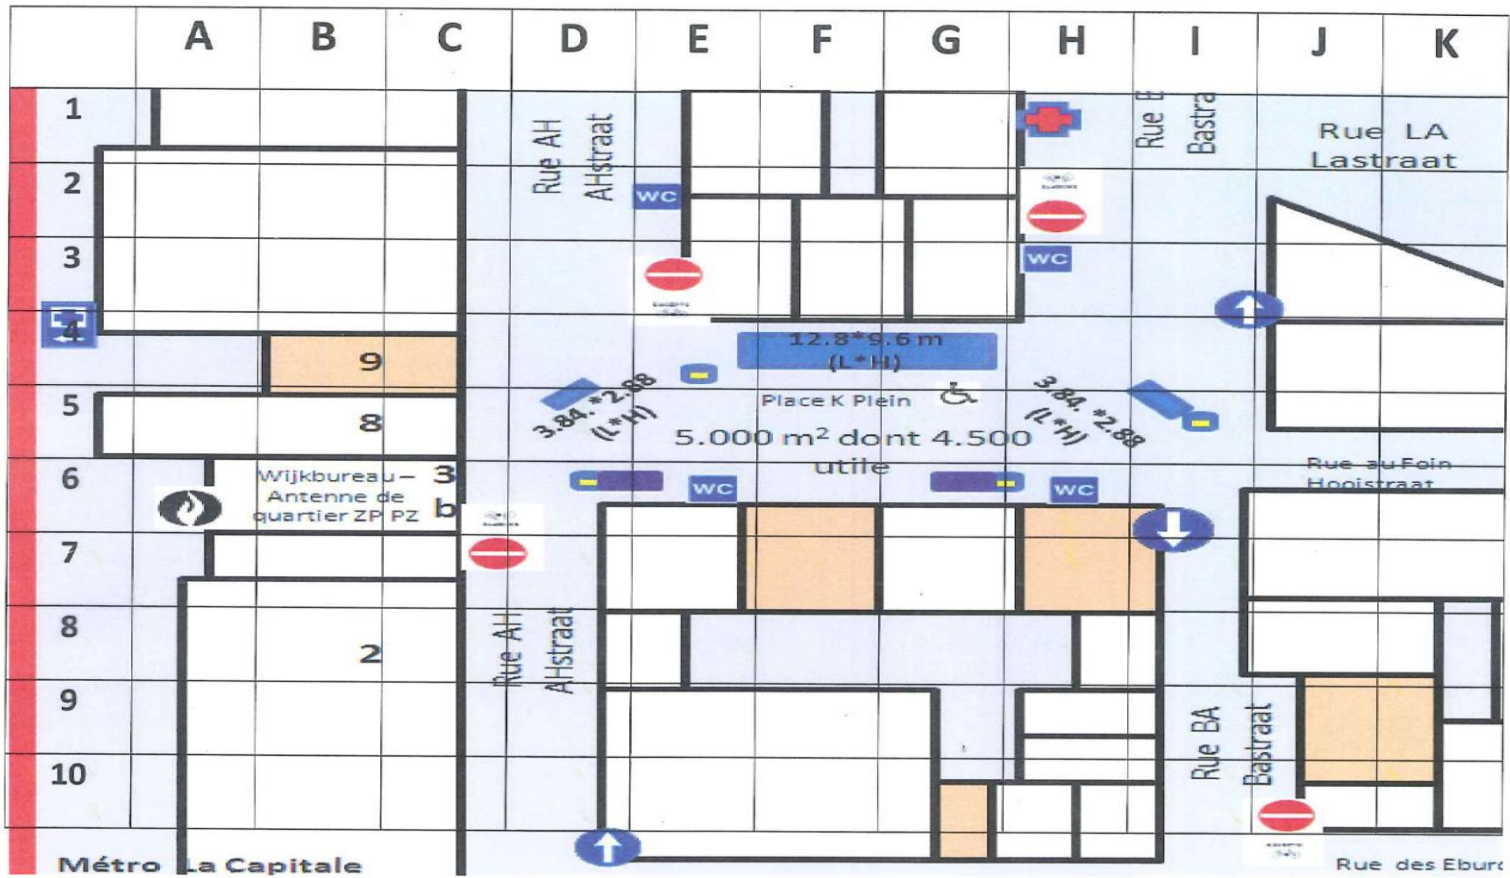 A B C D E F G H I J K
1
2
3
4
5
6
7
8
9
10
Rue AH
AHstraat
WC
WC
Bastra
Rue LA
Lastraat
12.8*9.6 m
(L*H)
9
3.84. *2.88
(L*H)
Place K Plein
3.84. *2.88
(L*H)
8
5.000 m² dont 4.500
utile
Wijkbureau –
Antenne de
quartier ZP PZ
3
b
WC
WC
Rue au Foin
Hooistraat
2
Rue AH
AHstraat
Rue BA
Bastraat
Métro La Capitale
Rue des Eburo